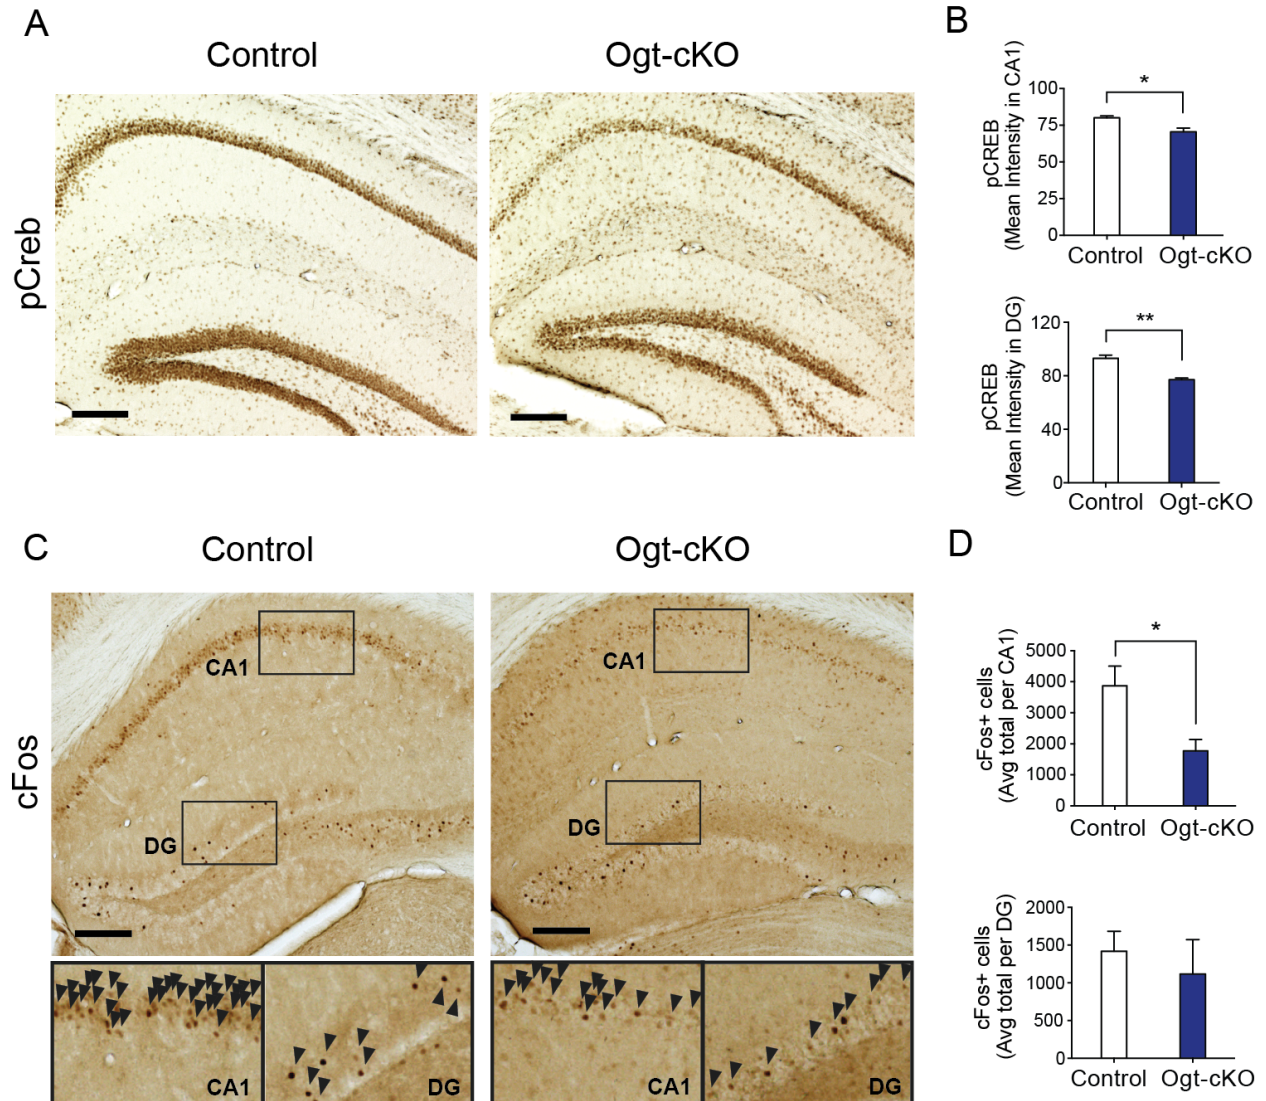 A
Control
Ogt-cKO
pCreb
B
pCREB
(Mean Intensity in CA1)
100
75
50
25
0
*
Control
Ogt-cKO
pCREB
(Mean Intensity in DG)
120
80
40
0
**
Control
Ogt-cKO
C
Control
Ogt-cKO
cFos
CA1
DG
CA1
DG
CA1
DG
CA1
DG
D
cFos+ cells
(Avg total per CA1)
5000
4000
3000
2000
1000
0
*
Control
Ogt-cKO
cFos+ cells
(Avg total per DG)
2000
1500
1000
500
0
Control
Ogt-cKO